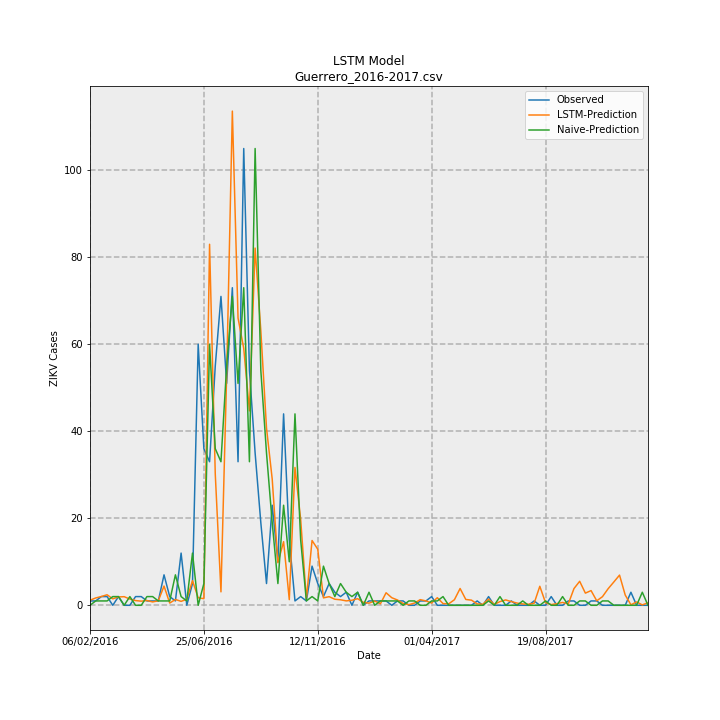 LSTM Model
Guerrero_2016-2017.csv
Observed
LSTM-Prediction
Naive-Prediction
ZIKV Cases
100
80
60
40
20
0
06/02/2016 25/06/2016 12/11/2016 01/04/2017 19/08/2017
Date